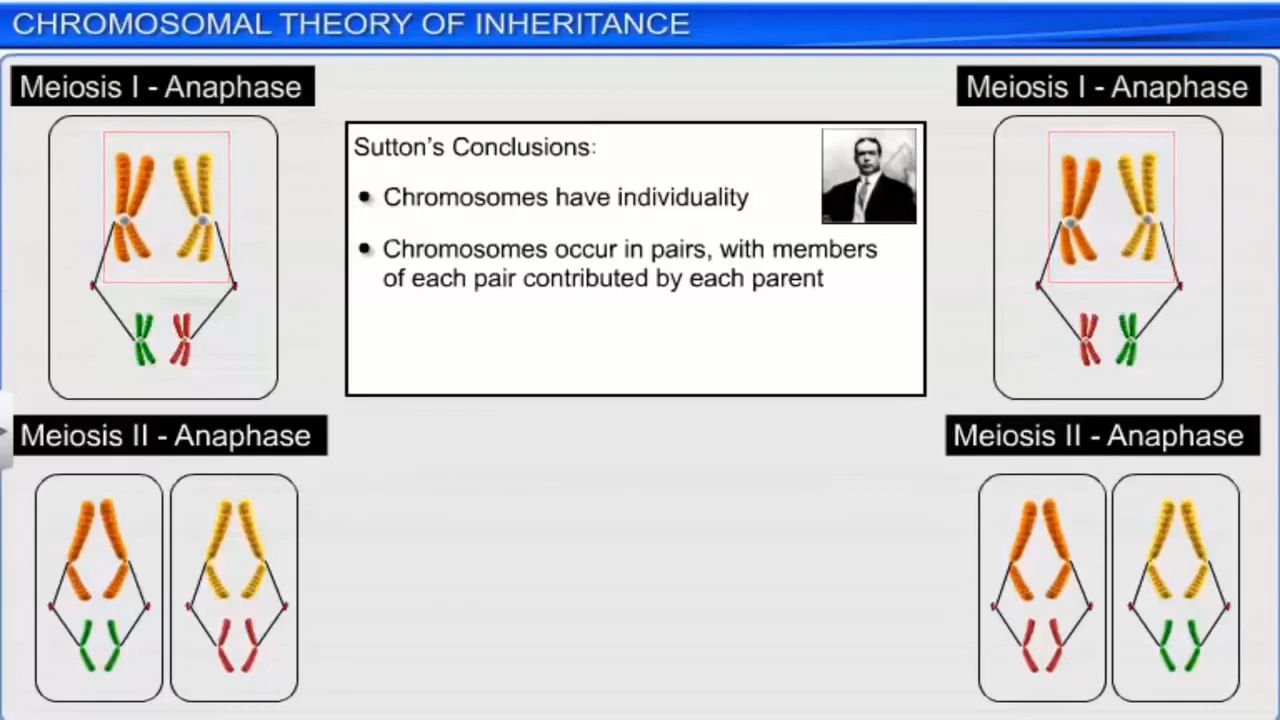 CHROMOSOMAL THEORY OF INHERITANCE
Meiosis I - Anaphase
Meiosis I - Anaphase
Sutton's Conclusions:
Chromosomes have individuality
Chromosomes occur in pairs, with members
of each pair contributed by each parent
Meiosis II - Anaphase
Meiosis II - Anaphase